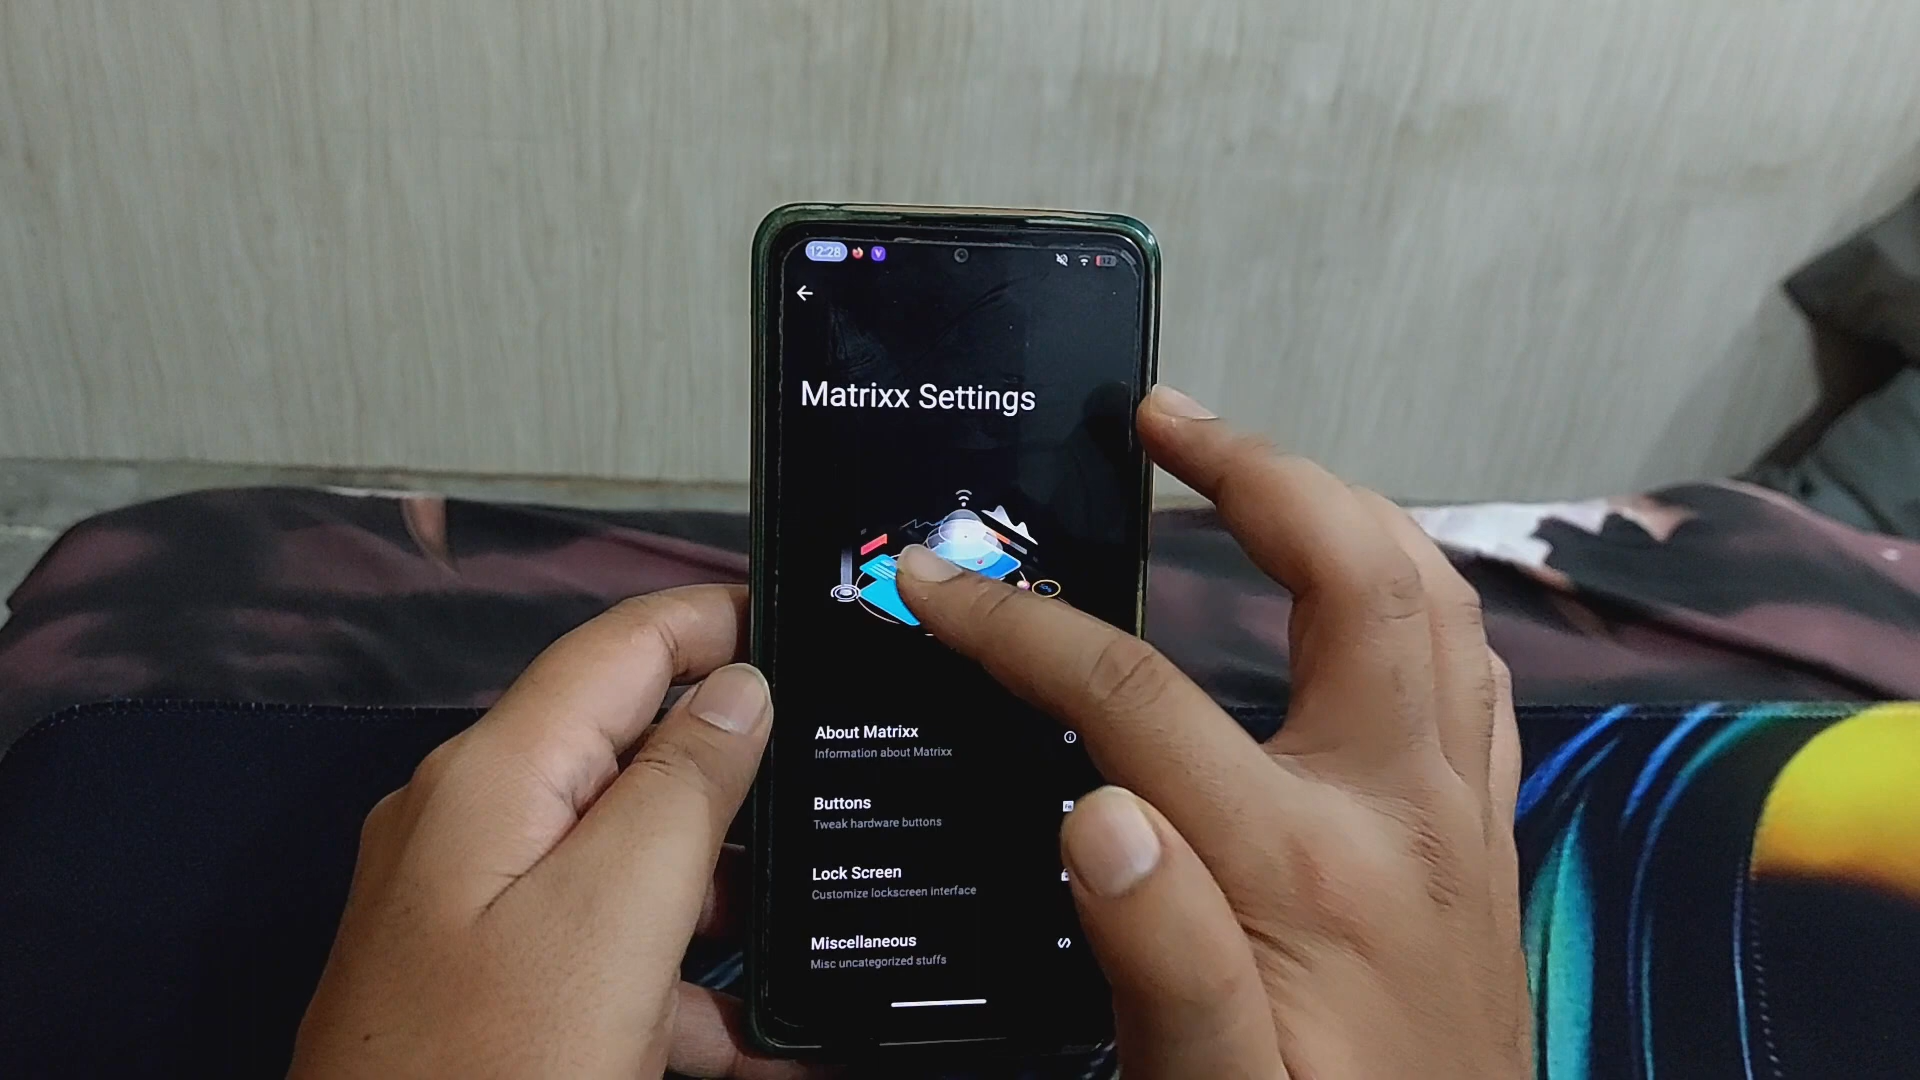 12:28
12
Matrixx Settings
About Matrixx
Information about Matrixx
Buttons
Tweak hardware buttons
Lock Screen
Customize lockscreen interface
Miscellaneous
Misc uncategorized stuffs